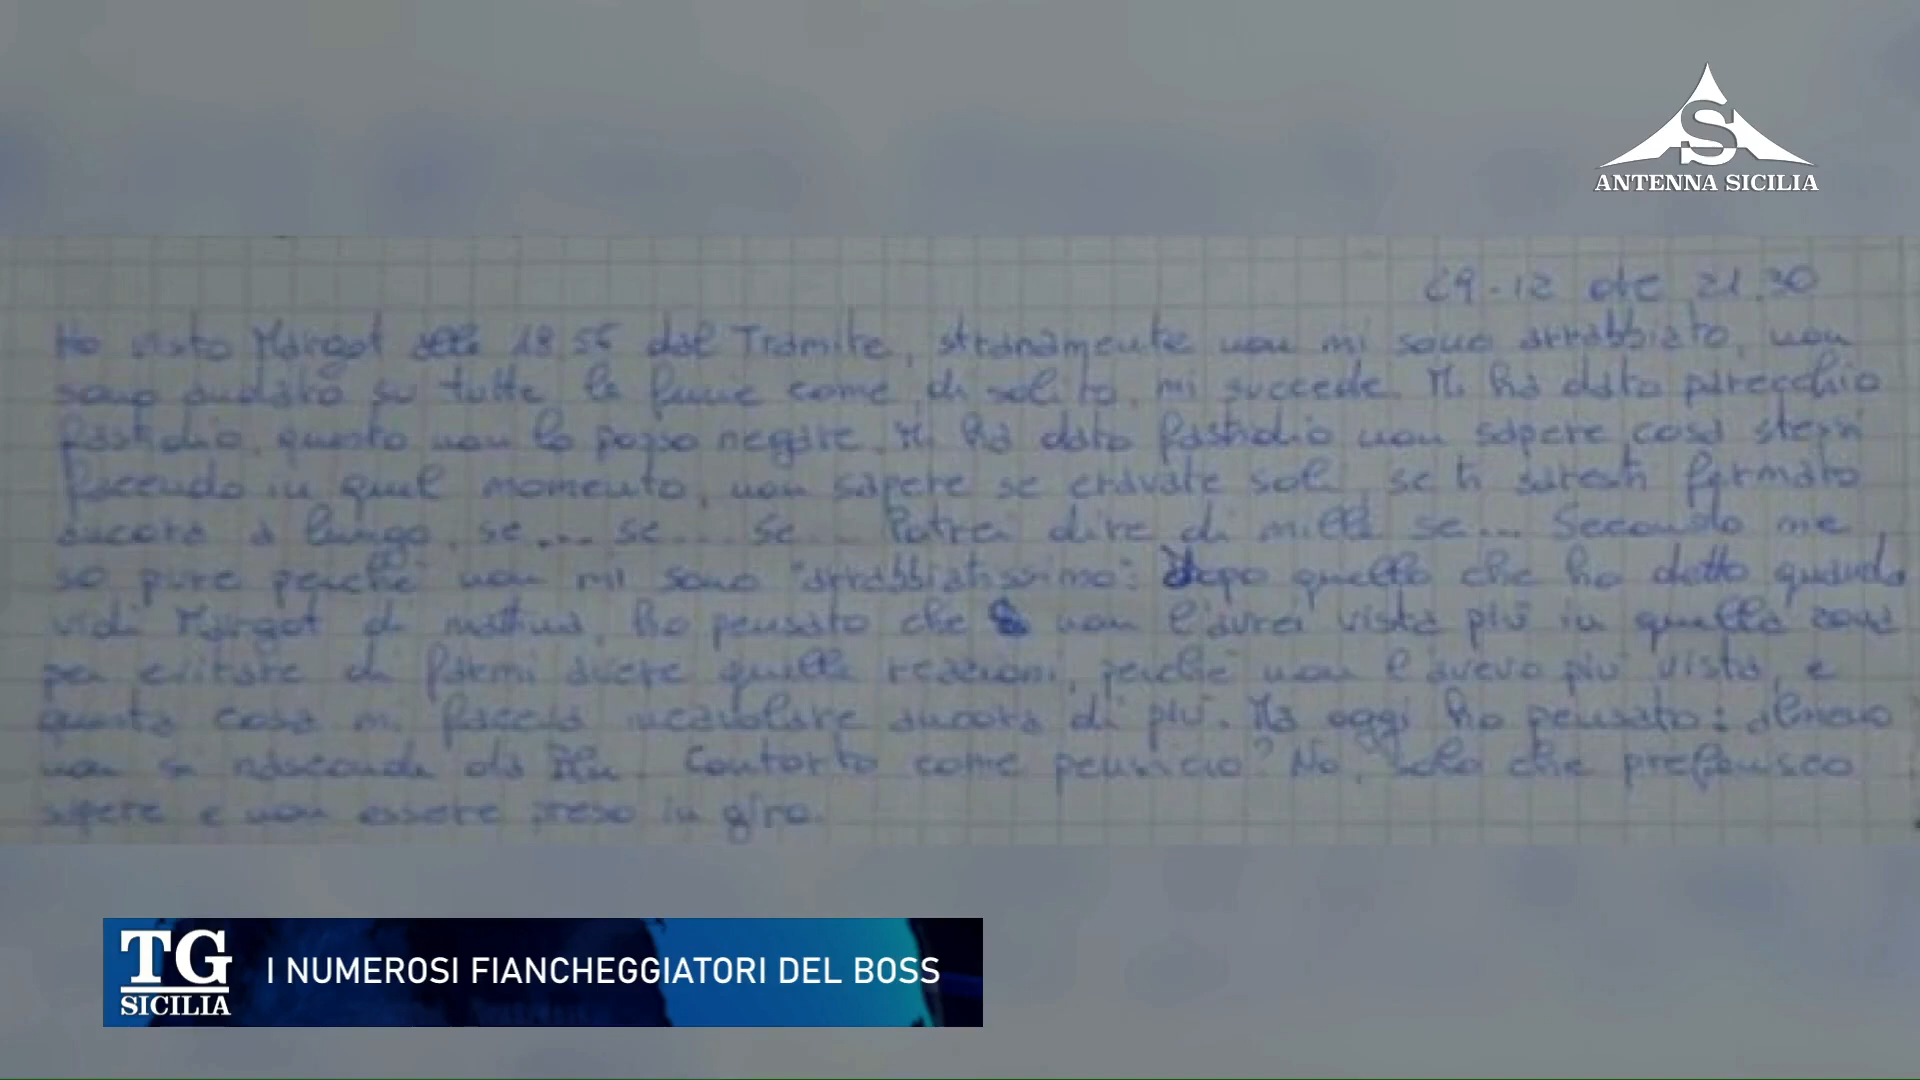 ANTENNA SICILIA
29-12 ore 21.30
Ho visto Margot alle 18.55 dal Tramite, stranamente non mi sono arrabbiato, non
sono andato su tutte le furie come di solito mi succede. Mi ha dato parecchio
fastidio, questo non lo posso negare. Mi ha dato fastidio non sapere cosa stessi
facendo in quel momento, non sapere se eravate soli, se ti saresti fermato
ancora a lungo, se.... se.... se... Potrei dire di mille se.... Secondo me
so pure perché non mi sono "arrabbiatissimo": dopo quello che ho detto quando
vidi Margot di mattina, ho pensato che non l'avrei vista più in quella zona
per evitare di farmi avere quelle reazioni, perché non l'avevo più vista, e
questa cosa mi faceva incavolare ancora di più. Ma oggi ho pensato: almeno
non si nasconde da Contorto come pensiero? No, solo che preferisco
sapere e non essere preso in giro.
TG SICILIA
I NUMEROSI FIANCHEGGIATORI DEL BOSS